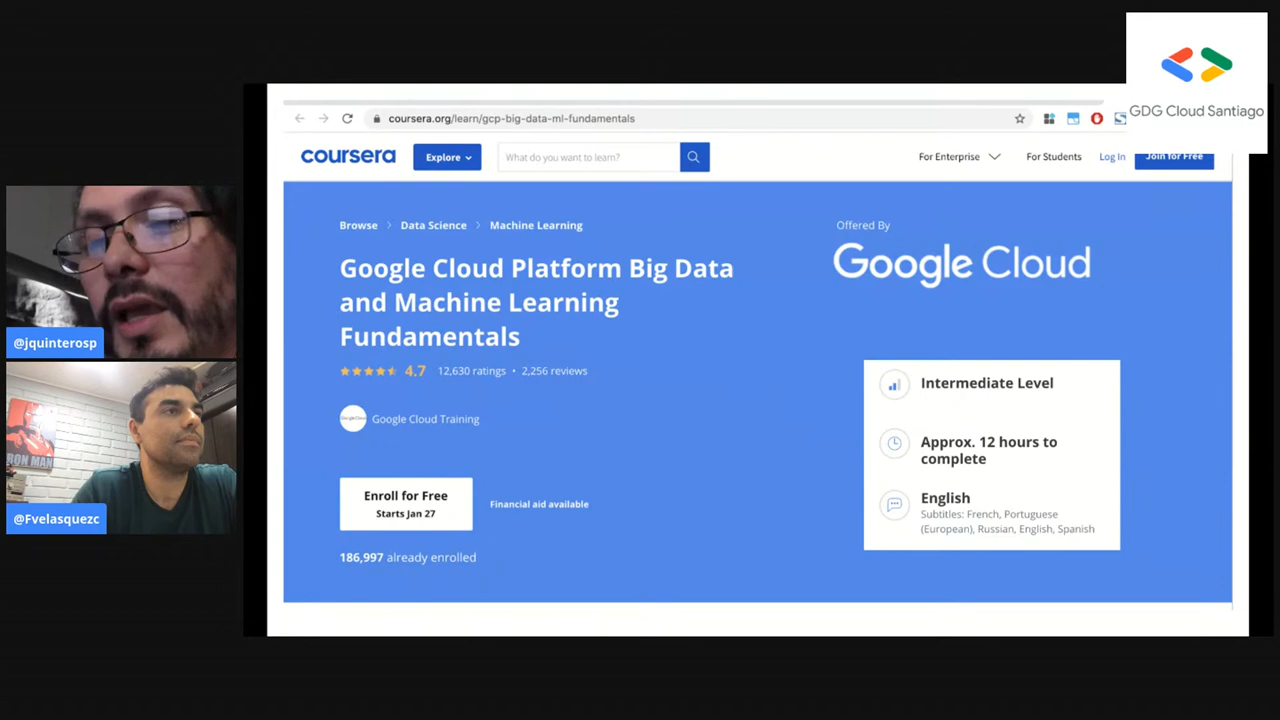 GDG Cloud Santiago
coursera.org/learn/gcp-big-data-ml-fundamentals
coursera
Explore
What do you want to learn?
For Enterprise
For Students
Log In
Join for Free
Browse
Data Science
Machine Learning
Google Cloud Platform Big Data
and Machine Learning
Fundamentals
4.7
12,630 ratings • 2,256 reviews
Google Cloud Training
Enroll for Free
Starts Jan 27
Financial aid available
186,997 already enrolled
Offered By
Google Cloud
Intermediate Level
Approx. 12 hours to
complete
English
Subtitles: French, Portuguese
(European), Russian, English, Spanish
@jquinterosp
IRON MAN
@Fvelasquezc